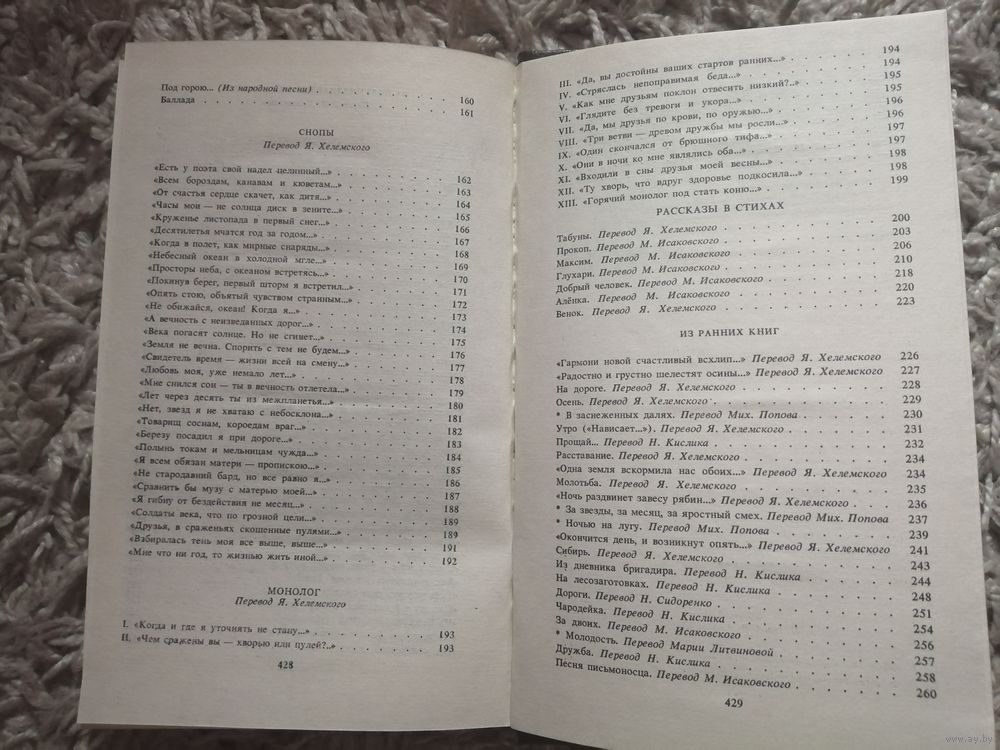 Под горою... (Из народной песни) . . . . . . . . . . 160
Баллада . . . . . . . . . . 161
СНОПЫ
Перевод Я. Хелемского
«Есть у поэта свой надел целинный...» . . . . . . . . . . 162
«Всем бороздам, канавам и кюветам...» . . . . . . . . . . 163
«От счастья сердце скачет, как дитя...» . . . . . . . . . . 164
«Часы мои — не солнца диск в зените...» . . . . . . . . . . 165
«Круженье листопада в первый снег...» . . . . . . . . . . 166
«Десятилетья мчатся год за годом...» . . . . . . . . . . 167
«Когда в полет, как мирные снаряды...» . . . . . . . . . . 168
«Небесный океан в холодной мгле...» . . . . . . . . . . 169
«Просторы неба, с океаном встретясь...» . . . . . . . . . . 170
«Покинув берег, первый шторм я встретил...» . . . . . . . . . . 171
«Опять стою, объятый чувством странным...» . . . . . . . . . . 172
«Не обижайся, океан! Когда я...» . . . . . . . . . . 173
«А вечность с неизведанных дорог...» . . . . . . . . . . 174
«Века погасят солнце. Но не сгинет...» . . . . . . . . . . 175
«Земля не вечна. Спорить с тем не будем...» . . . . . . . . . . 176
«Свидетель время — жизни всей на смену...» . . . . . . . . . . 177
«Любовь моя, уже немало лет...» . . . . . . . . . . 178
«Мне снился сон — ты в вечность отлетела...» . . . . . . . . . . 179
«Лет через десять ты из межпланетья...» . . . . . . . . . . 180
«Нет, звезд я не хватаю с небосклона...» . . . . . . . . . . 181
«Товарищ соснам, короедам враг...» . . . . . . . . . . 182
«Березу посадил я при дороге...» . . . . . . . . . . 183
«Полынь токам и мельницам чужда...» . . . . . . . . . . 184
«Я всем обязан матери — пропискою...» . . . . . . . . . . 185
«Не стародавний бард, но все равно я...» . . . . . . . . . . 186
«Сравнить бы музу с матерью моей...» . . . . . . . . . . 187
«Я гибну от бездействия не месяц...» . . . . . . . . . . 188
«Солдаты века, что по грозной цели...» . . . . . . . . . . 189
«Друзья, в сраженьях скошенные пулями...» . . . . . . . . . . 189
«Взбиралась тень моя все выше, выше...» . . . . . . . . . . 191
«Мне что ни год, то жизнью жить иной...» . . . . . . . . . . 192
МОНОЛОГ
Перевод Я. Хелемского
I. «Когда и где я уточнять не стану...» . . . . . . . . . . 193
II. «Чем сражены вы — хворью или пулей?..» . . . . . . . . . . 193
428
III. «Да, вы достойны ваших стартов ранних...» . . . . . . . . . . 194
IV. «Стряслась непоправимая беда...» . . . . . . . . . . 194
V. «Как мне друзьям поклон отвесить низкий?..» . . . . . . . . . . 195
VI. «Глядите без тревоги и укора...» . . . . . . . . . . 195
VII. «Да, мы друзья по крови, по оружью...» . . . . . . . . . . 196
VIII. «Три ветви — древом дружбы мы росли...» . . . . . . . . . . 196
IX. «Один скончался от брюшного тифа...» . . . . . . . . . . 197
X. «Они в ночи ко мне являлись оба...» . . . . . . . . . . 197
XI. «Входили в сны друзья моей весны...» . . . . . . . . . . 198
XII. «Ту хворь, что вдруг здоровье подкосила...» . . . . . . . . . . 198
XIII. «Горячий монолог под стать коню...» . . . . . . . . . . 199
РАССКАЗЫ В СТИХАХ
Табуны. Перевод Я. Хелемского . . . . . . . . . . 200
Прокоп. Перевод М. Исаковского . . . . . . . . . . 203
Максим. Перевод М. Исаковского . . . . . . . . . . 206
Глухари. Перевод М. Исаковского . . . . . . . . . . 210
Добрый человек. Перевод М. Исаковского . . . . . . . . . . 218
Алёнка. Перевод М. Исаковского . . . . . . . . . . 220
Венок. Перевод Я. Хелемского . . . . . . . . . . 223
ИЗ РАННИХ КНИГ
«Гармони новой счастливый всхлип...» Перевод Я. Хелемского 226
«Радостно и грустно шелестят осины...» Перевод Я. Хелемского 227
На дороге. Перевод Я. Хелемского . . . . . . . . . . 228
Осень. Перевод Я. Хелемского . . . . . . . . . . 229
* В заснеженных далях. Перевод Мих. Попова . . . . . . . . . . 230
Утро («Нависает...»). Перевод Я. Хелемского . . . . . . . . . . 231
Прощай... Перевод Н. Кислика . . . . . . . . . . 232
Расставание. Перевод Я. Хелемского . . . . . . . . . . 234
«Одна земля вскормила нас обоих...» Перевод Я. Хелемского 234
Молотьба. Перевод Я. Хелемского . . . . . . . . . . 235
«Ночь раздвинет завесу рябин...» Перевод Я. Хелемского . . 236
* За звезды, за месяц, за яростный смех. Перевод Мих. Попова 237
* Ночью на лугу. Перевод Мих. Попова . . . . . . . . . . 239
«Окончится день, и возникнут опять...» Перевод Я. Хелемского 241
Сибирь. Перевод Я. Хелемского . . . . . . . . . . 243
Из дневника бригадира. Перевод Н. Кислика . . . . . . . . . . 244
На лесозаготовках. Перевод Н. Кислика . . . . . . . . . . 248
Дороги. Перевод Н. Сидоренко . . . . . . . . . . 251
Чародейка. Перевод Н. Кислика . . . . . . . . . . 254
За двоих. Перевод М. Исаковского . . . . . . . . . . 256
* Молодость. Перевод Марии Литвиновой . . . . . . . . . . 257
Дружба. Перевод Н. Кислика . . . . . . . . . . 258
Песня письмоносца. Перевод М. Исаковского . . . . . . . . . . 260
429
www.ay.by